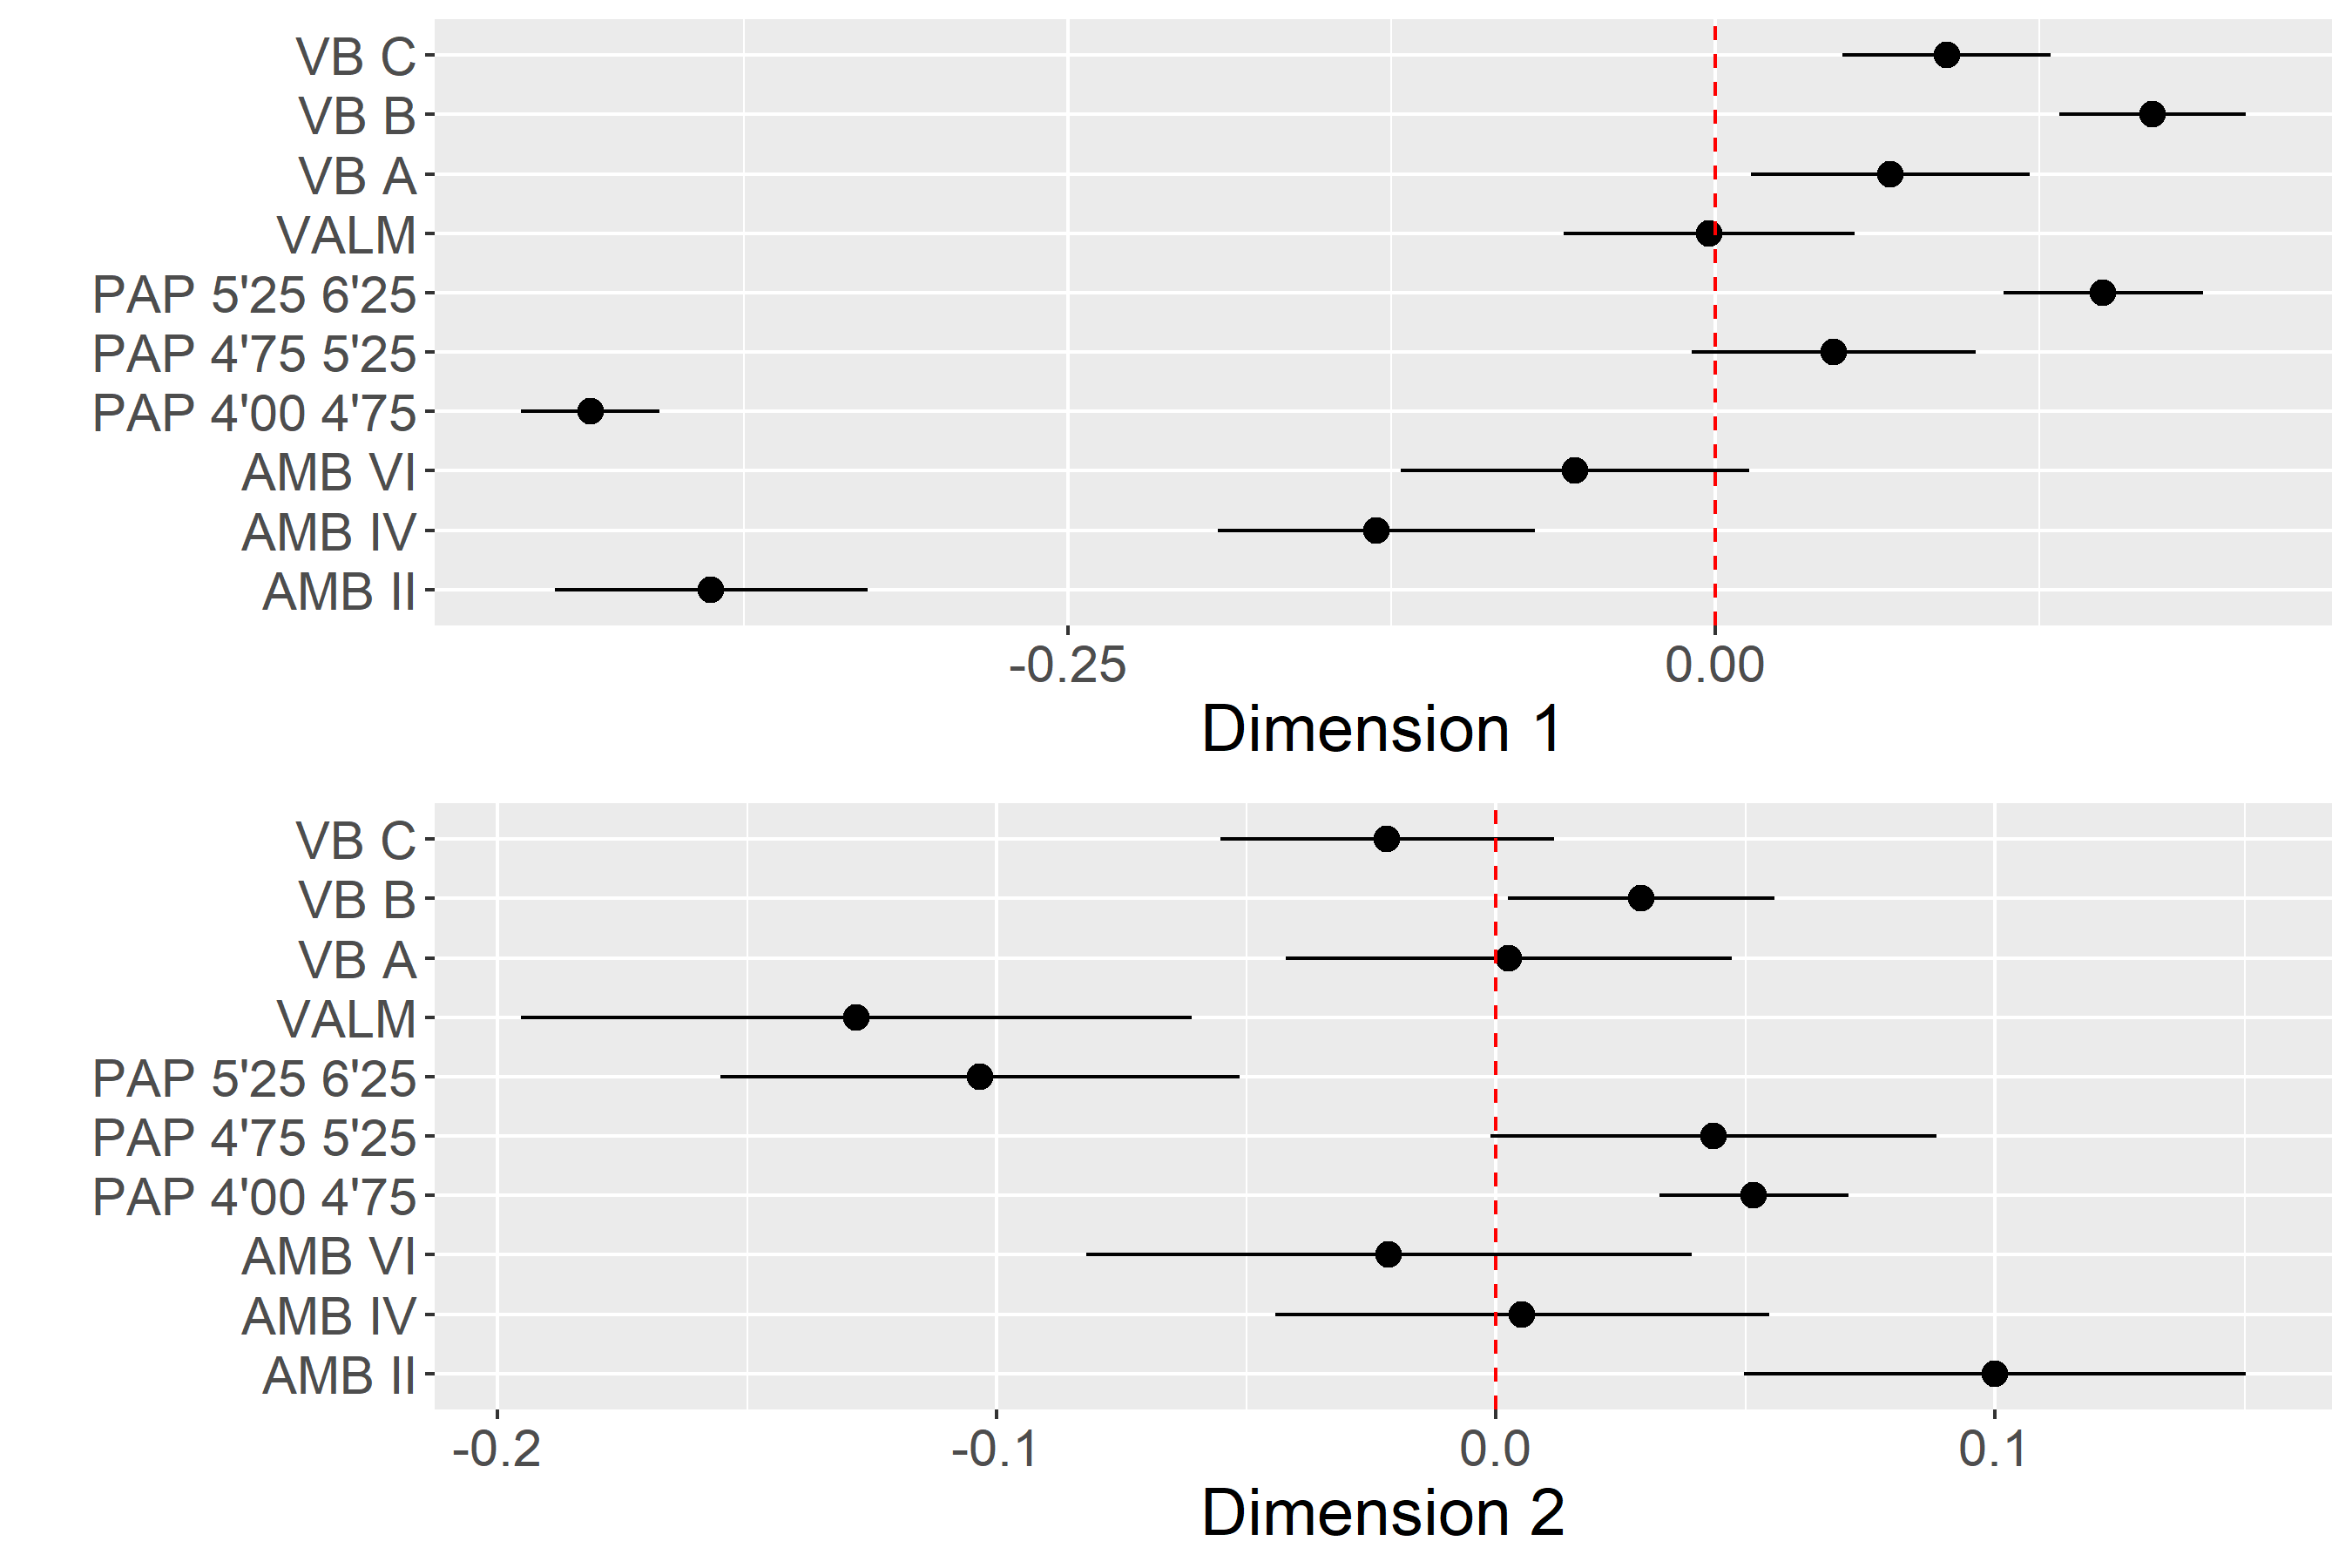 VB C
VB B
VB A
VALM
PAP 5'25 6'25
PAP 4'75 5'25
PAP 4'00 4'75
AMB VI
AMB IV
AMB II
-0.25 0.00
Dimension 1
VB C
VB B
VB A
VALM
PAP 5'25 6'25
PAP 4'75 5'25
PAP 4'00 4'75
AMB VI
AMB IV
AMB II
-0.2 -0.1 0.0 0.1
Dimension 2